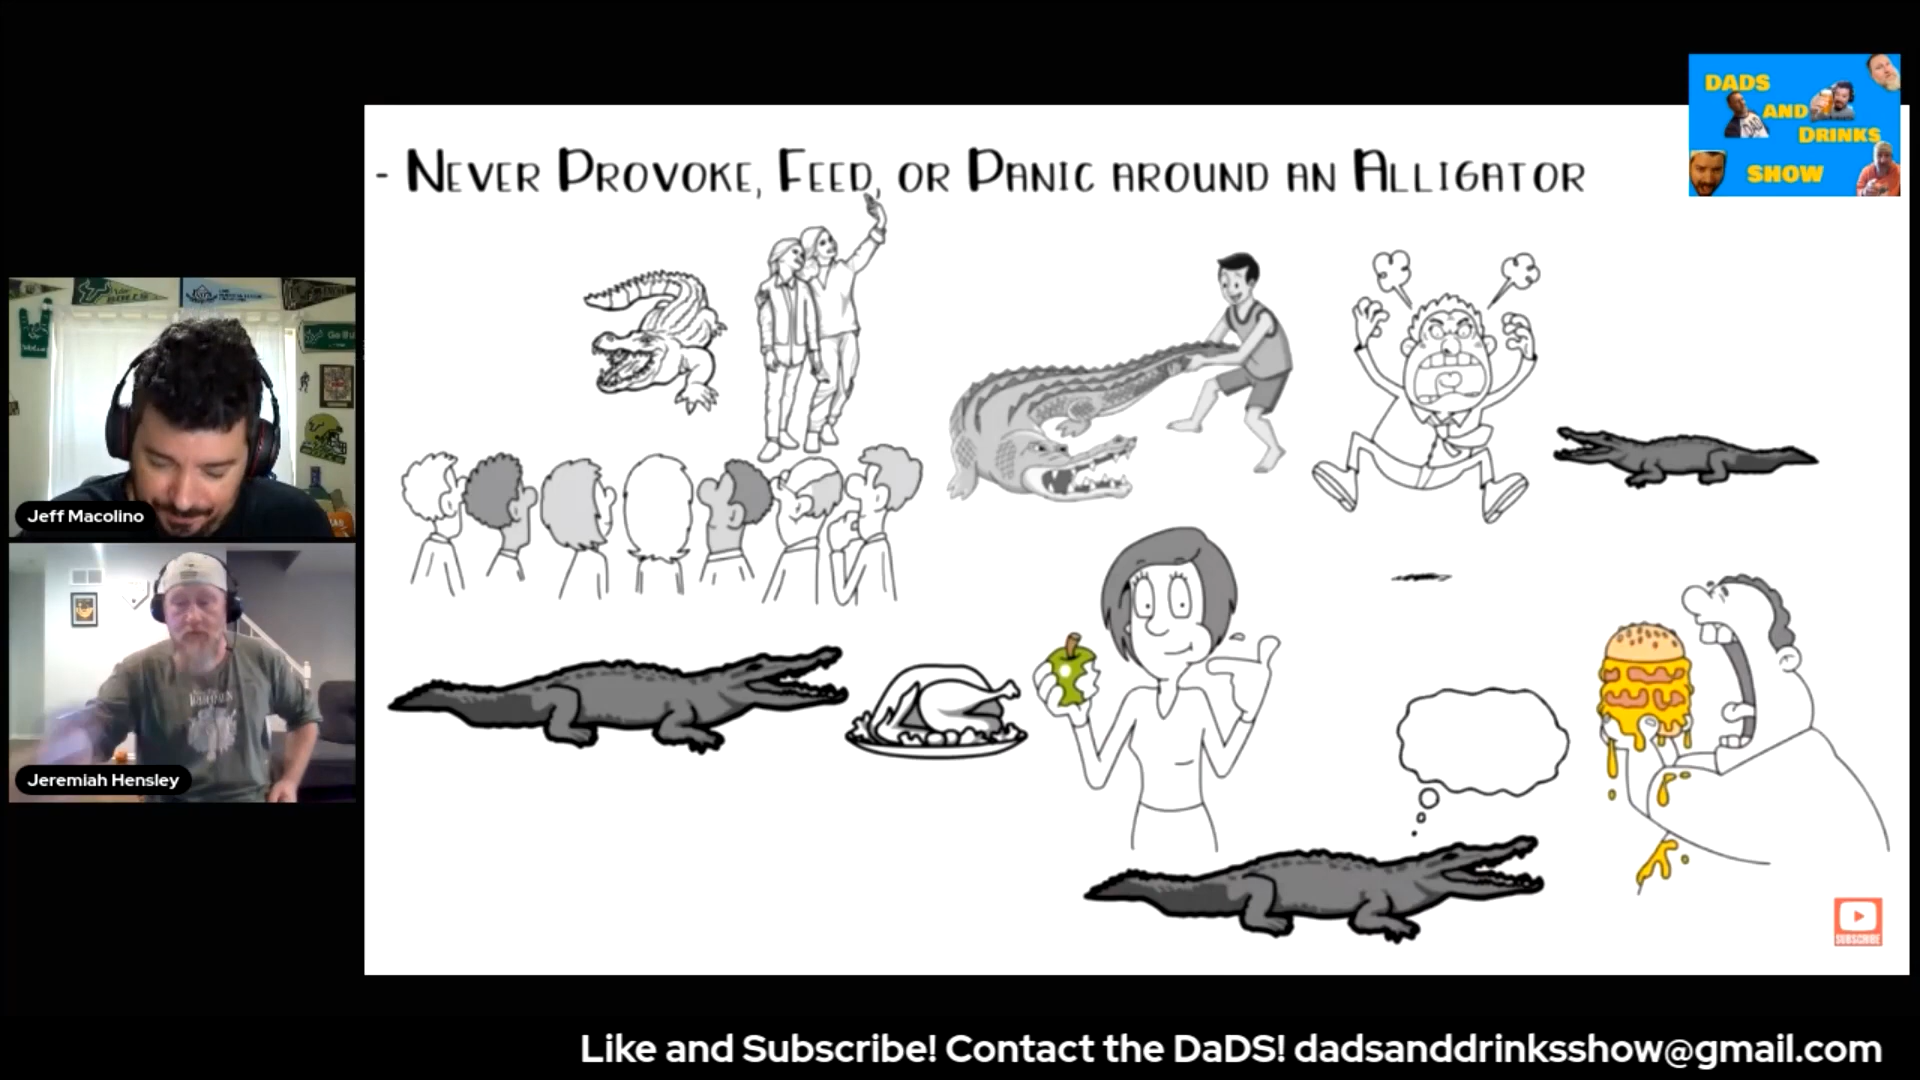 DADS
AND
DRINKS
SHOW
- NEVER PROVOKE, FEED, OR PANIC AROUND AN ALLIGATOR
Jeff Macolino
Jeremiah Hensley
SUBSCRIBE
Like and Subscribe! Contact the DaDS! dadsanddrinksshow@gmail.com